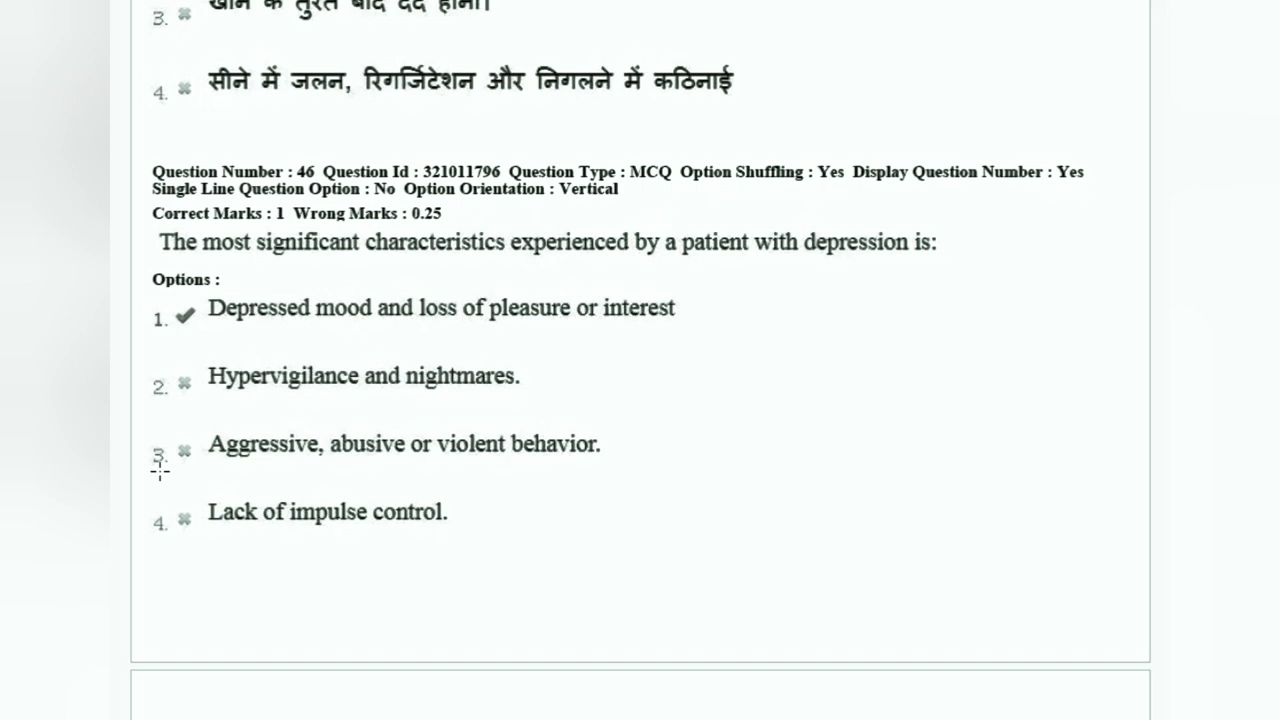 3. खाने के तुरंत बाद दर्द होना।
4. सीने में जलन, रिगर्जिटेशन और निगलने में कठिनाई
Question Number : 46 Question Id : 321011796 Question Type : MCQ Option Shuffling : Yes Display Question Number : Yes
Single Line Question Option : No Option Orientation : Vertical
Correct Marks : 1 Wrong Marks : 0.25
The most significant characteristics experienced by a patient with depression is:
Options :
1. Depressed mood and loss of pleasure or interest
2. Hypervigilance and nightmares.
3. Aggressive, abusive or violent behavior.
4. Lack of impulse control.